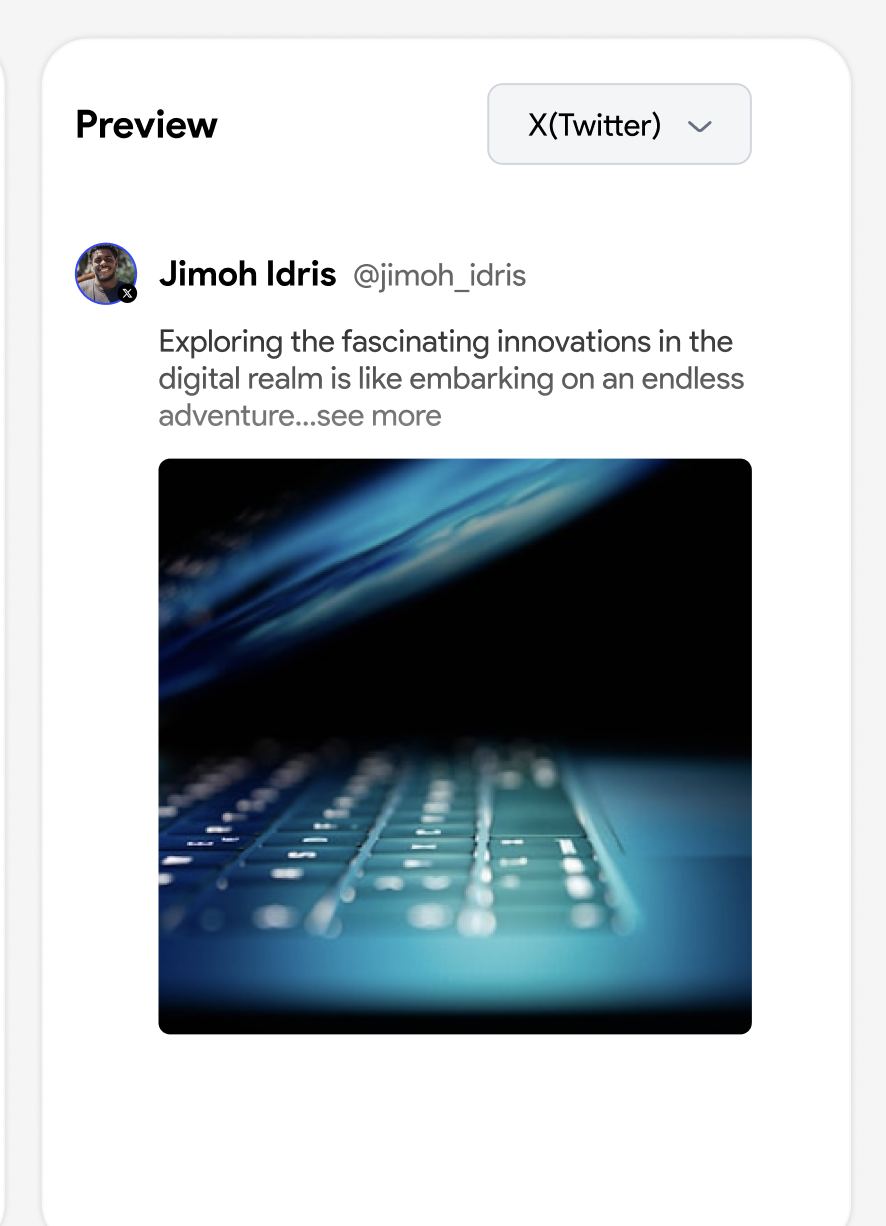 Preview
X(Twitter)
Jimoh Idris @jimoh_idris
Exploring the fascinating innovations in the
digital realm is like embarking on an endless
adventure...see more